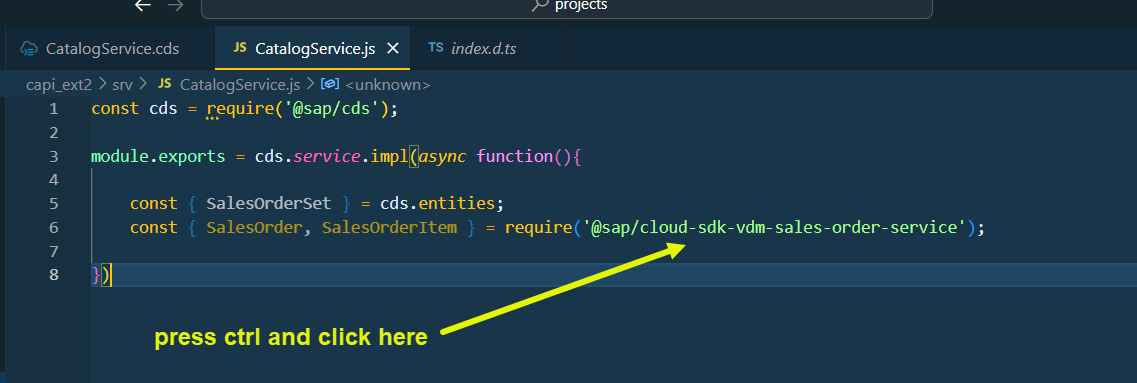 projects
CatalogService.cds
JS CatalogService.js
TS index.d.ts
capi_ext2 > srv > JS CatalogService.js > <unknown>
1 const cds = require('@sap/cds');
2
3 module.exports = cds.service.impl(async function(){
4
5 const { SalesOrderSet } = cds.entities;
6 const { SalesOrder, SalesOrderItem } = require('@sap/cloud-sdk-vdm-sales-order-service');
7
8 })
press ctrl and click here